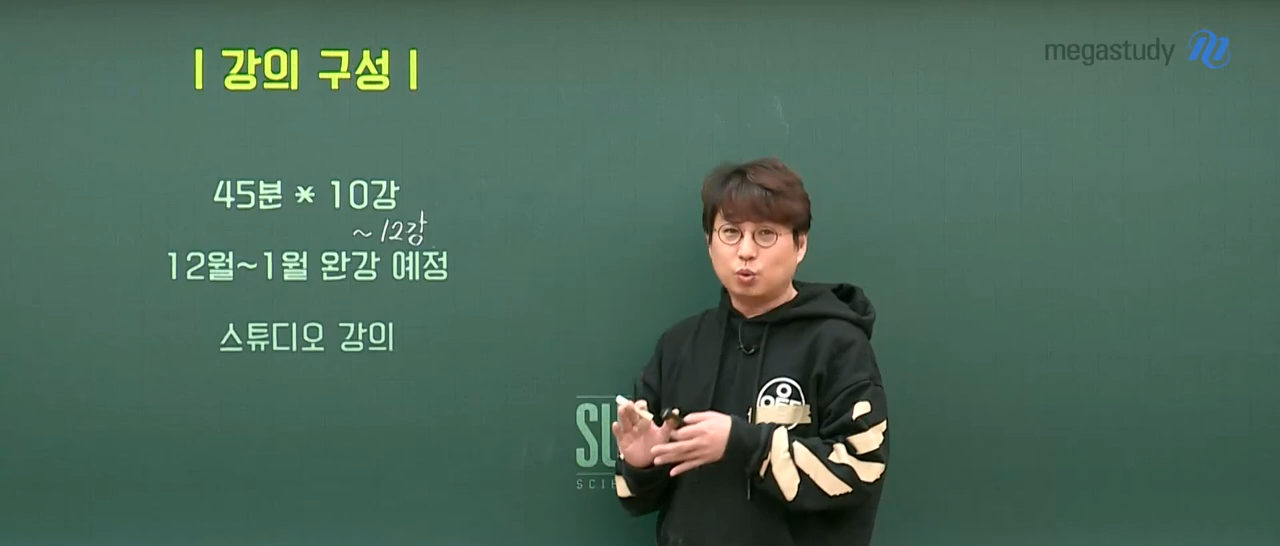 | 강의 구성 |
megastudy
45분 * 10강
~12강
12월~1월 완강 예정
스튜디오 강의